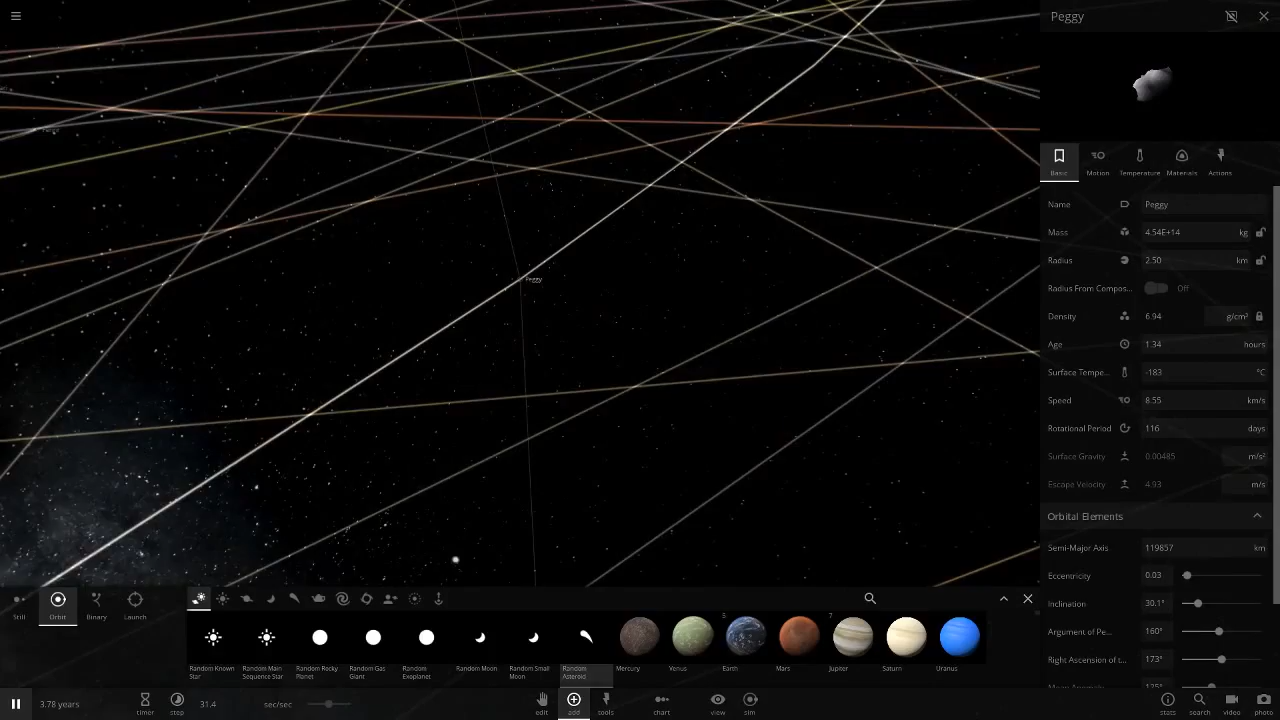 Peggy
Basic
Motion
Temperature
Materials
Actions
Name
Peggy
Mass
4.54E+14
kg
Radius
2.50
km
Radius From Compos...
Off
Density
6.94
g/cm³
Age
1.34
hours
Surface Tempe...
-183
°C
Speed
8.55
km/s
Rotational Period
116
days
Surface Gravity
0.00485
m/s²
Escape Velocity
4.93
m/s
Orbital Elements
Semi-Major Axis
119857
km
Eccentricity
0.03
Inclination
30.1°
Argument of Pe...
160°
Right Ascension of t...
173°
Peggy
Still
Orbit
Binary
Launch
Random Known
Star
Random Main
Sequence Star
Random Rocky
Planet
Random Gas
Giant
Random
Exoplanet
Random Moon
Random Small
Moon
Random
Asteroid
Mercury
Venus
5
Earth
Mars
7
Jupiter
Saturn
Uranus
3.78 years
timer
step
31.4
sec/sec
edit
add
tools
chart
view
sim
stats
search
video
photo